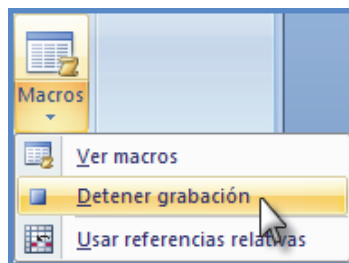 Macros
Ver macros
Detener grabación
Usar referencias relativas